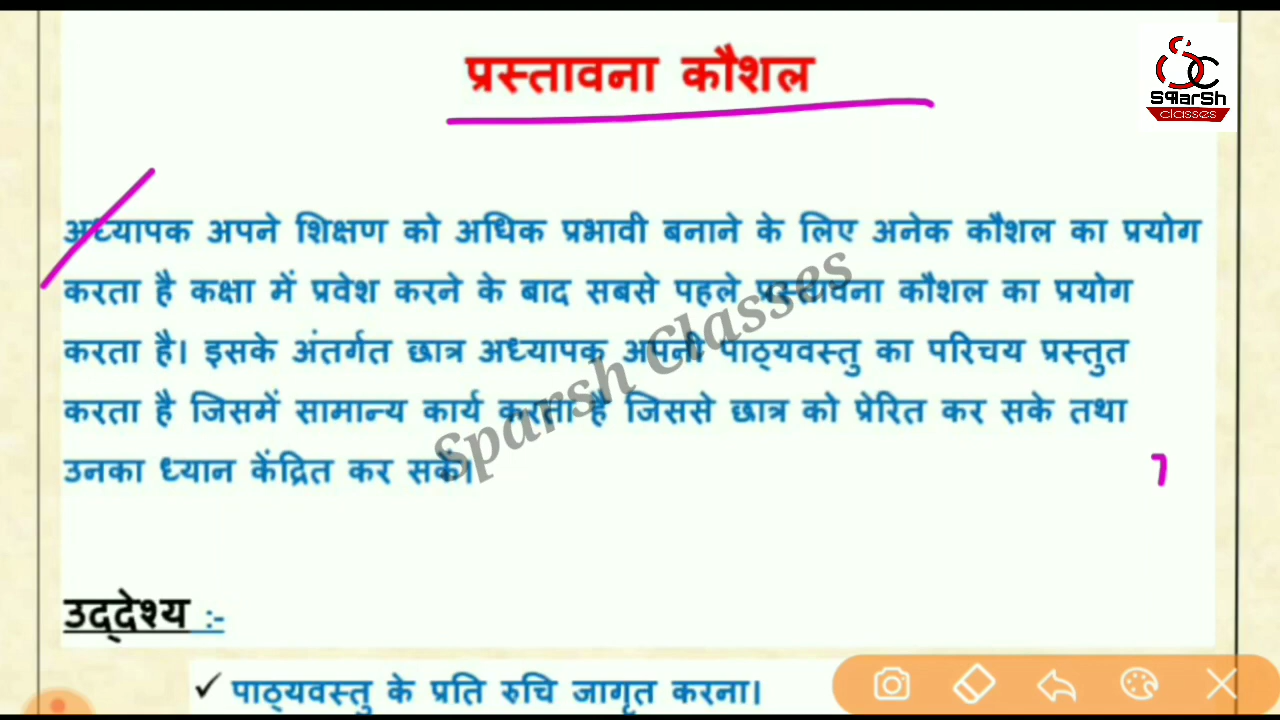 प्रस्तावना कौशल
SपarSh
classes
अध्यापक अपने शिक्षण को अधिक प्रभावी बनाने के लिए अनेक कौशल का प्रयोग
करता है कक्षा में प्रवेश करने के बाद सबसे पहले प्रस्तावना कौशल का प्रयोग
करता है। इसके अंतर्गत छात्र अध्यापक अपनी पाठ्यवस्तु का परिचय प्रस्तुत
करता है जिसमें सामान्य कार्य करता है जिससे छात्र को प्रेरित कर सके तथा
उनका ध्यान केंद्रित कर सकें।
Sparsh Classes
उद्देश्य :-
✓ पाठ्यवस्तु के प्रति रुचि जागृत करना।